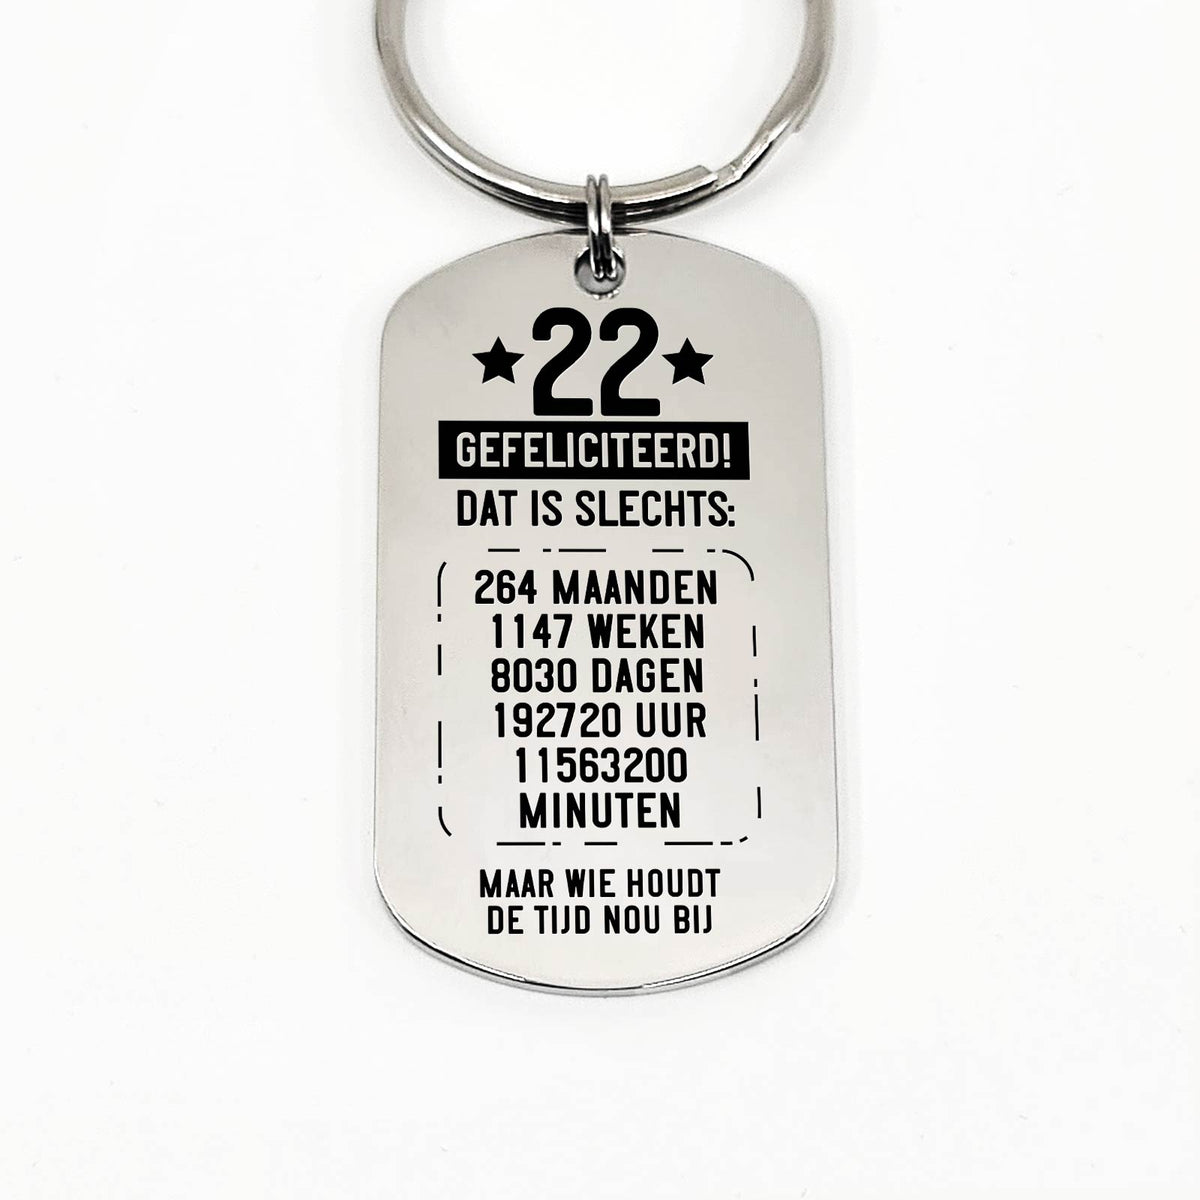 22
GEFELICITEERD!
DAT IS SLECHTS:
264 MAANDEN
1147 WEKEN
8030 DAGEN
192720 UUR
11563200
MINUTEN
MAAR WIE HOUDT
DE TIJD NOU BIJ